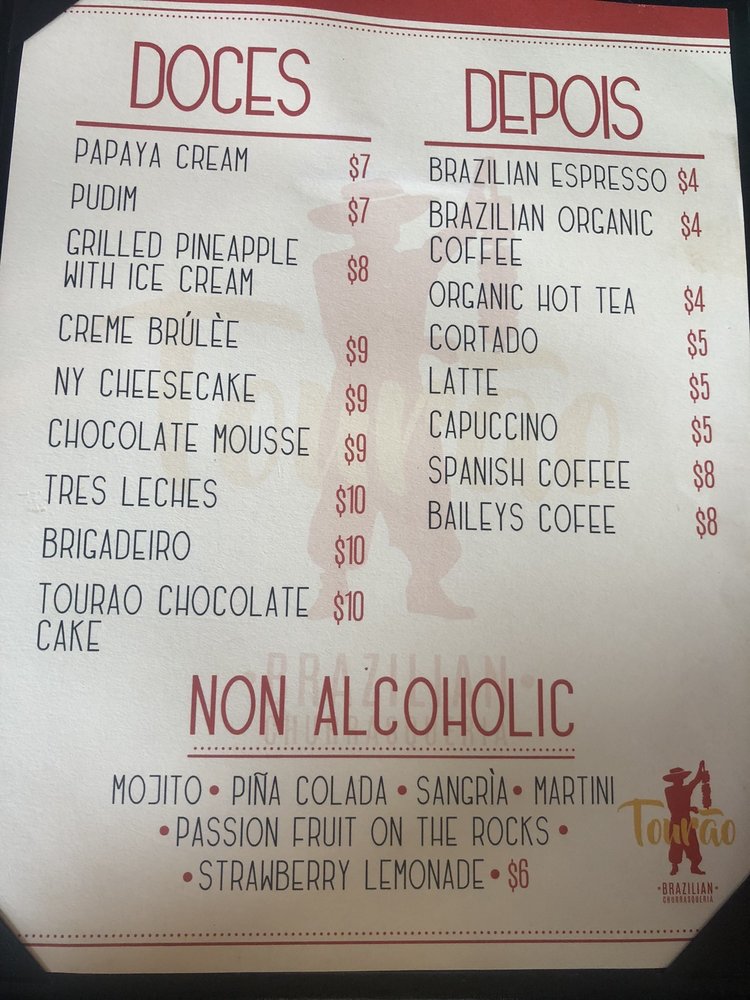 DOCES
PAPAYA CREAM $7
PUDIM $7
GRILLED PINEAPPLE
WITH ICE CREAM $8
CREME BRÚLÈE $9
NY CHEESECAKE $9
CHOCOLATE MOUSSE $9
TRES LECHES $10
BRIGADEIRO $10
TOURAO CHOCOLATE $10
CAKE
DEPOIS
BRAZILIAN ESPRESSO $4
BRAZILIAN ORGANIC $4
COFFEE
ORGANIC HOT TEA $4
CORTADO $5
LATTE $5
CAPUCCINO $5
SPANISH COFFEE $8
BAILEYS COFEE $8
Tourão
•BRAZILIAN•
CHURRASQUERIA
NON ALCOHOLIC
MOJITO • PIÑA COLADA • SANGRÌA • MARTINI
• PASSION FRUIT ON THE ROCKS •
• STRAWBERRY LEMONADE • $6
Tourão
•BRAZILIAN•
CHURRASQUERIA